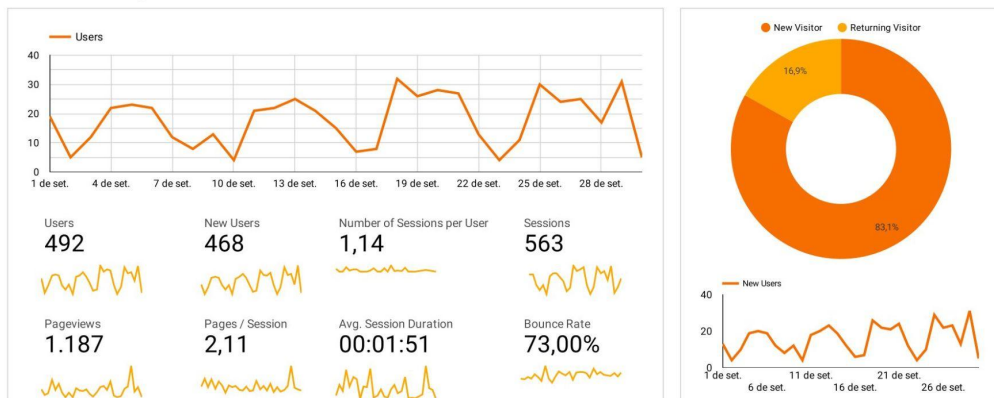 Users
40
30
20
10
0
1 de set. 4 de set. 7 de set. 10 de set. 13 de set. 16 de set. 19 de set. 22 de set. 25 de set. 28 de set.
Users
492
New Users
468
Number of Sessions per User
1,14
Sessions
563
Pageviews
1.187
Pages / Session
2,11
Avg. Session Duration
00:01:51
Bounce Rate
73,00%
New Visitor Returning Visitor
16,9%
83,1%
New Users
40
20
0
1 de set. 11 de set. 21 de set.
6 de set. 16 de set. 26 de set.